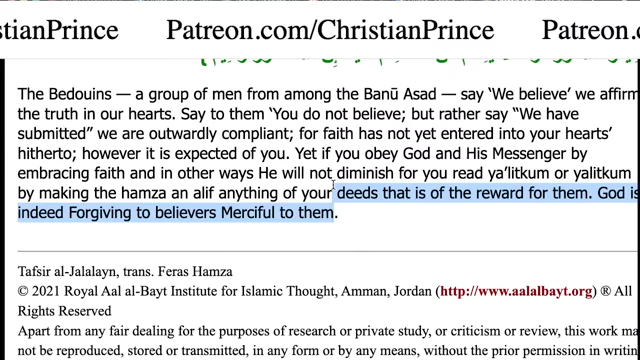 stianPrince Patreon.com/ChristianPrince Patreon.c
The Bedouins — a group of men from among the Banū Asad — say ‘We believe’ we affirm
the truth in our hearts. Say to them ‘You do not believe; but rather say “We have
submitted” we are outwardly compliant; for faith has not yet entered into your hearts’
hitherto; however it is expected of you. Yet if you obey God and His Messenger by
embracing faith and in other ways He will not diminish for you read ya’litkum or yalitkum
by making the hamza an alif anything of your deeds that is of the reward for them. God is
indeed Forgiving to believers Merciful to them.
Tafsir al-Jalalayn, trans. Feras Hamza
© 2021 Royal Aal al-Bayt Institute for Islamic Thought, Amman, Jordan (http://www.aalalbayt.org) ® All
Rights Reserved
Apart from any fair dealing for the purposes of research or private study, or criticism or review, this work ma
not be reproduced, stored or transmitted, in any form or by any means, without the prior permission in writin